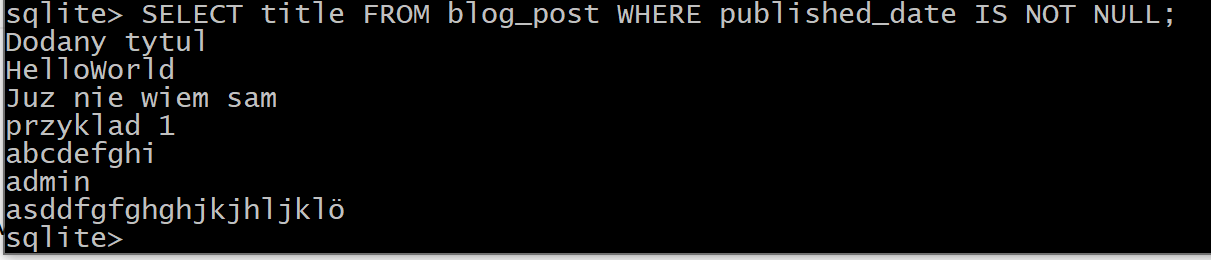 sqlite> SELECT title FROM blog_post WHERE published_date IS NOT NULL;
Dodany tytul
HelloWorld
Juz nie wiem sam
przyklad 1
abcdefghi
admin
asddfgfghghjkjhljklö
sqlite>